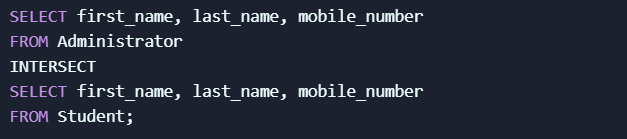 SELECT first_name, last_name, mobile_number
FROM Administrator
INTERSECT
SELECT first_name, last_name, mobile_number
FROM Student;